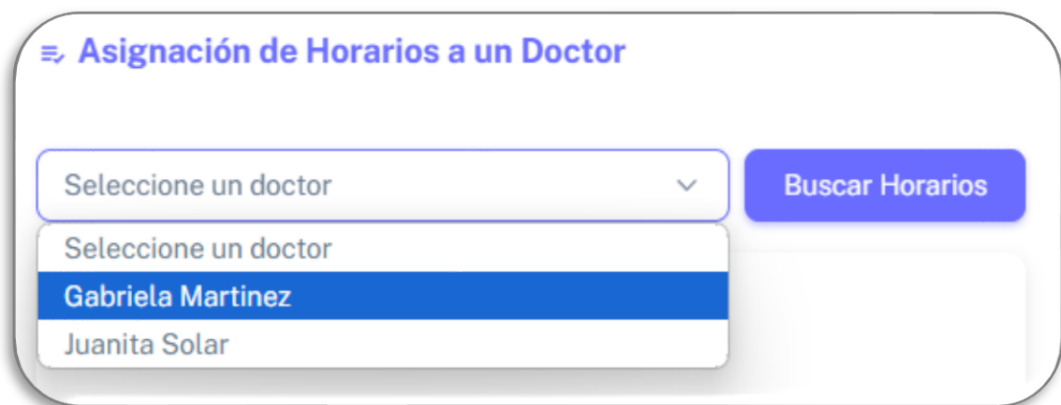 Asignación de Horarios a un Doctor
Seleccione un doctor
Buscar Horarios
Seleccione un doctor
Gabriela Martinez
Juanita Solar